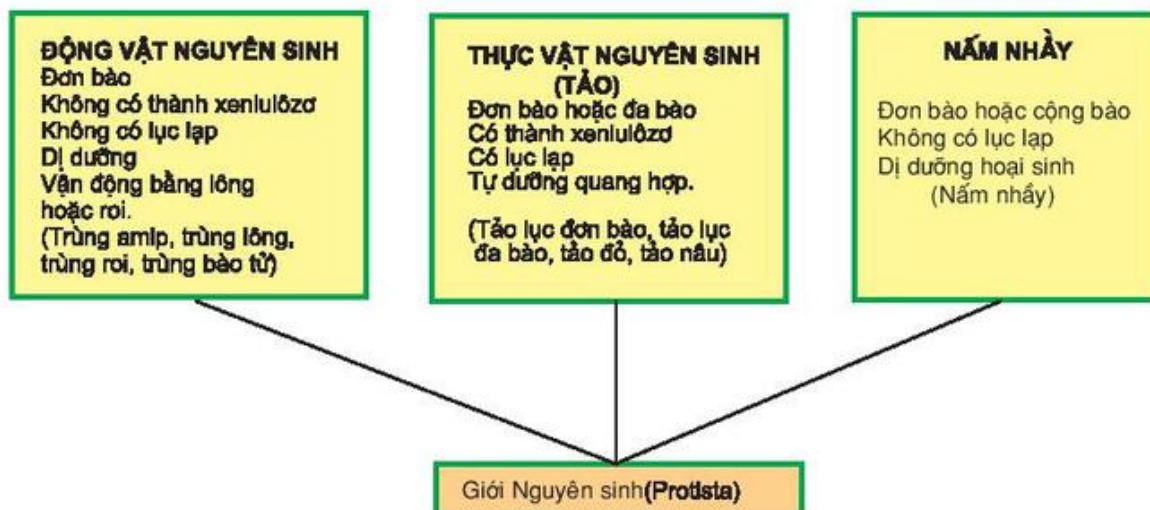 ĐỘNG VẬT NGUYÊN SINH
Đơn bào
Không có thành xenlulôzơ
Không có lục lạp
Dị dưỡng
Vận động bằng lông
hoặc roi.
(Trùng amip, trùng lông,
trùng roi, trùng bào tử)
THỰC VẬT NGUYÊN SINH
(TẢO)
Đơn bào hoặc đa bào
Có thành xenlulôzơ
Có lục lạp
Tự dưỡng quang hợp.
(Tảo lục đơn bào, tảo lục
đa bào, tảo đỏ, tảo nâu)
NẤM NHẦY
Đơn bào hoặc cộng bào
Không có lục lạp
Dị dưỡng hoại sinh
(Nấm nhầy)
Giới Nguyên sinh(Protista)